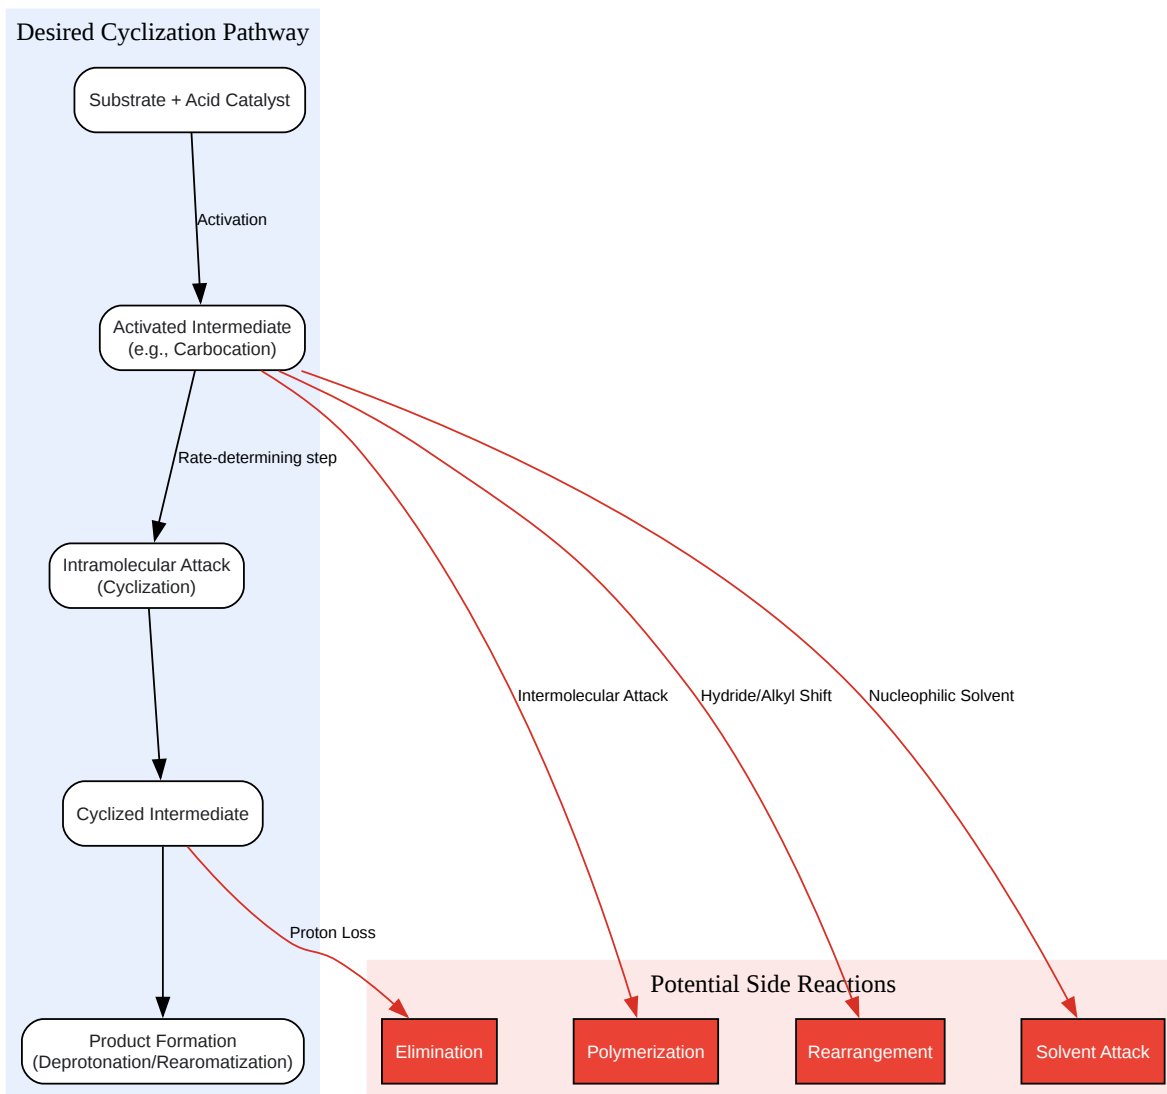 Desired Cyclization Pathway
Substrate + Acid Catalyst
Activation
Activated Intermediate
(e.g., Carbocation)
Rate-determining step
Intramolecular Attack
(Cyclization)
Intermolecular Attack
Hydride/Alkyl Shift
Nucleophilic Solvent
Cyclized Intermediate
Proton Loss
Potential Side Reactions
Product Formation
(Deprotonation/Rearomatization)
Elimination
Polymerization
Rearrangement
Solvent Attack